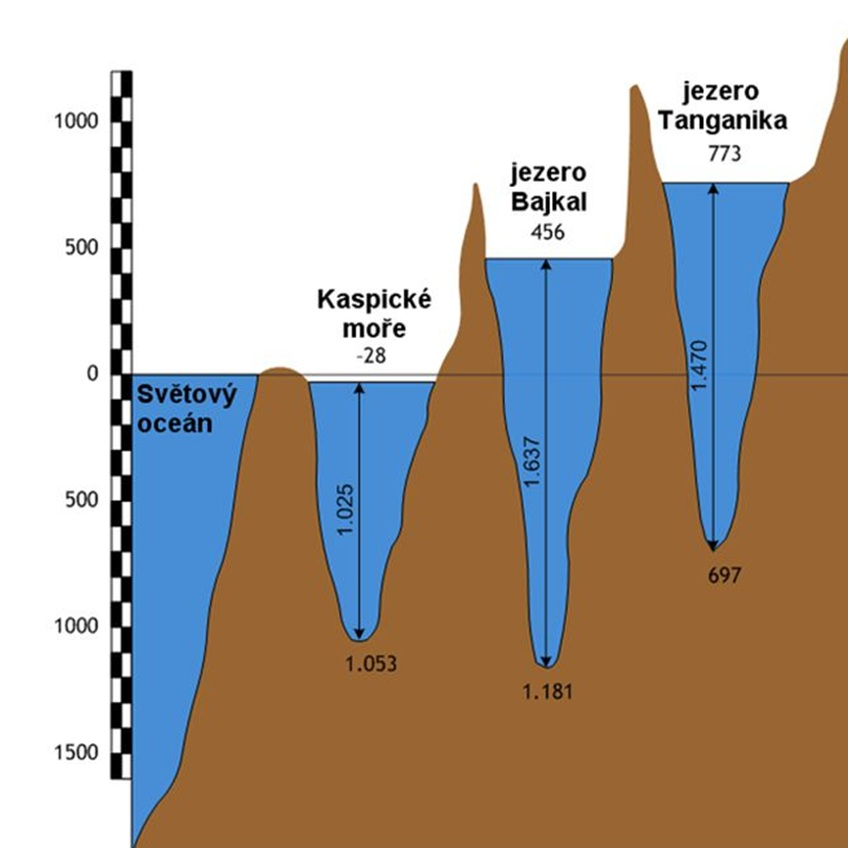 jezero
Tanganika
773
jezero
Bajkal
456
Kaspické
moře
-28
Světový
oceán
1000
500
0
500
1000
1500
1.025
1.053
1.637
1.181
1.470
697